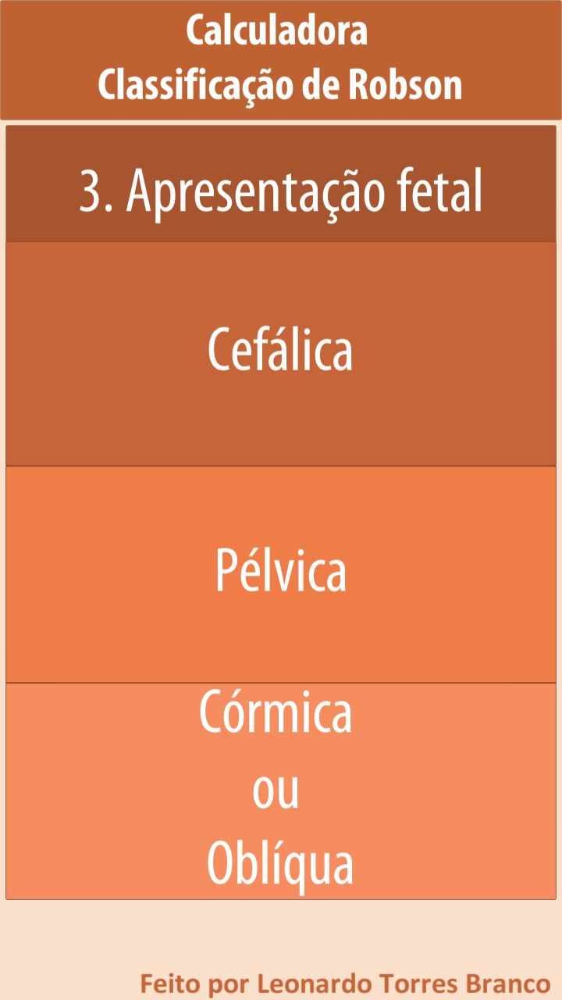 Calculadora
Classificação de Robson
3. Apresentação fetal
Cefálica
Pélvica
Córmica
ou
Oblíqua
Feito por Leonardo Torres Branco